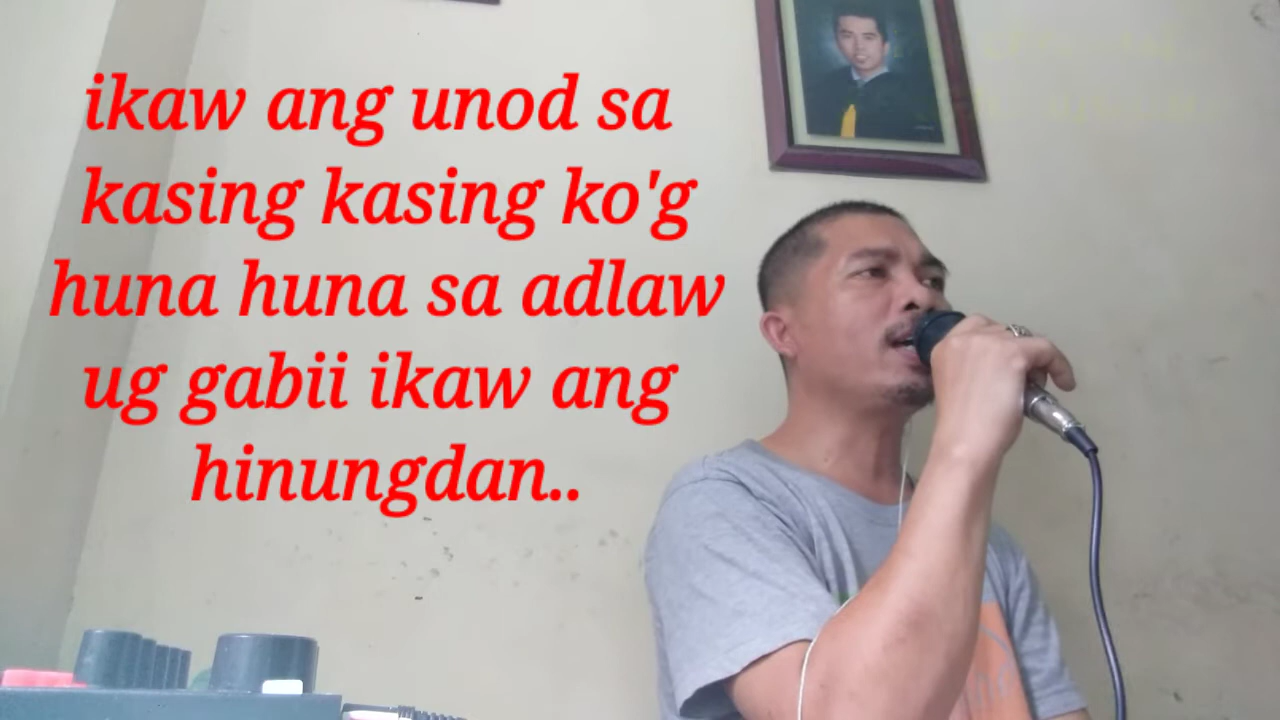 ikaw ang unod sa
kasing kasing ko'g
huna huna sa adlaw
ug gabii ikaw ang
hinungdan..